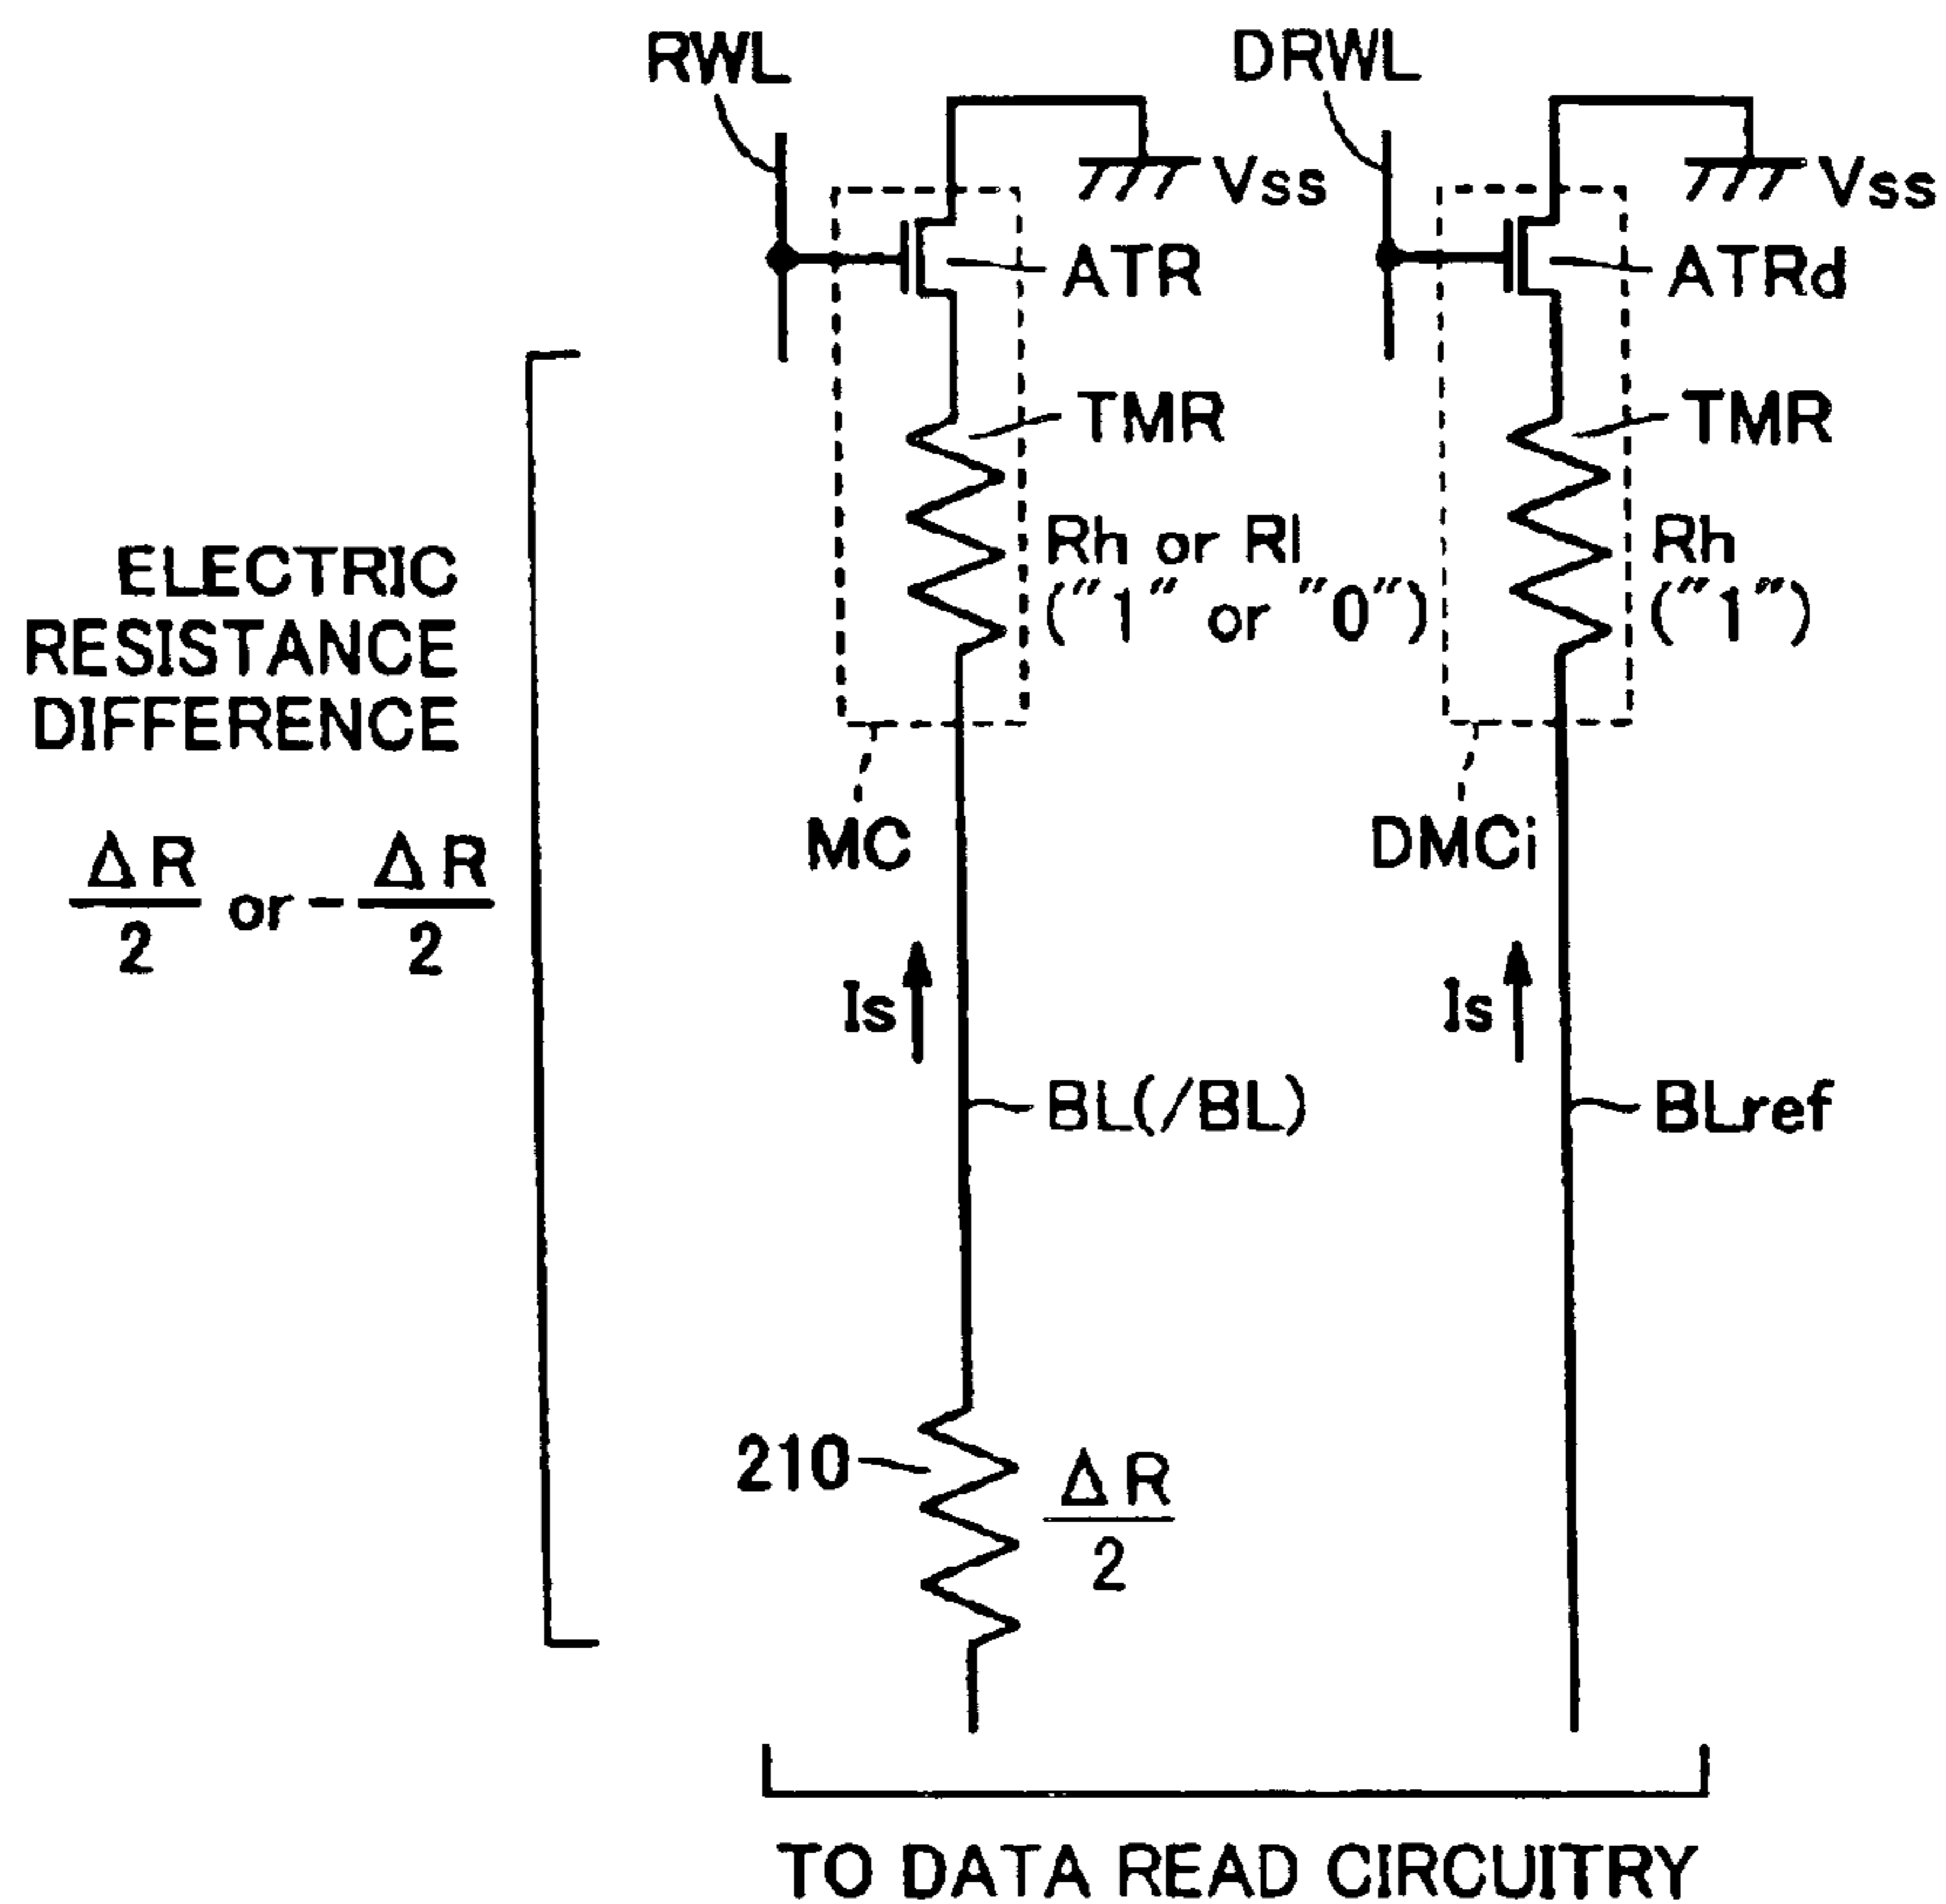 RWL
DRWL
Vss
Vss
ATR
ATRd
TMR
TMR
Rh or Rl
("1" or "0")
Rh
("1")
ELECTRIC
RESISTANCE
DIFFERENCE
ΔR/2 or -ΔR/2
MC
DMCi
Is
Is
BL(/BL)
BLref
210
ΔR/2
TO DATA READ CIRCUITRY